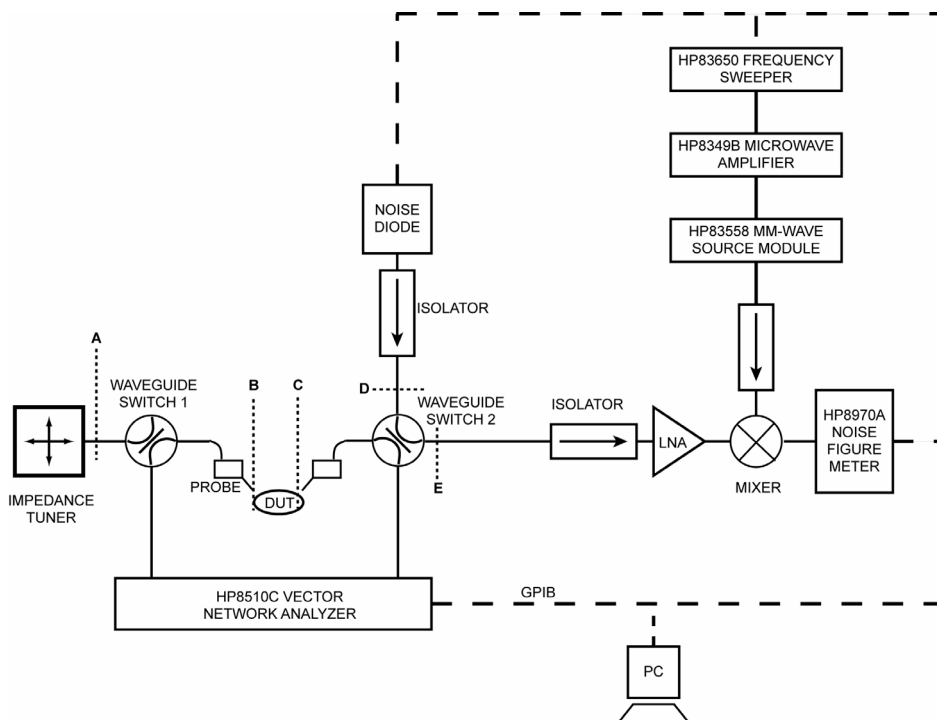 HP83650 FREQUENCY
SWEEPER
HP8349B MICROWAVE
AMPLIFIER
NOISE
DIODE
HP83558 MM-WAVE
SOURCE MODULE
ISOLATOR
A
B
C
D
WAVEGUIDE
SWITCH 1
WAVEGUIDE
SWITCH 2
ISOLATOR
HP8970A
NOISE
FIGURE
METER
LNA
MIXER
PROBE
DUT
E
IMPEDANCE
TUNER
HP8510C VECTOR
NETWORK ANALYZER
GPIB
PC